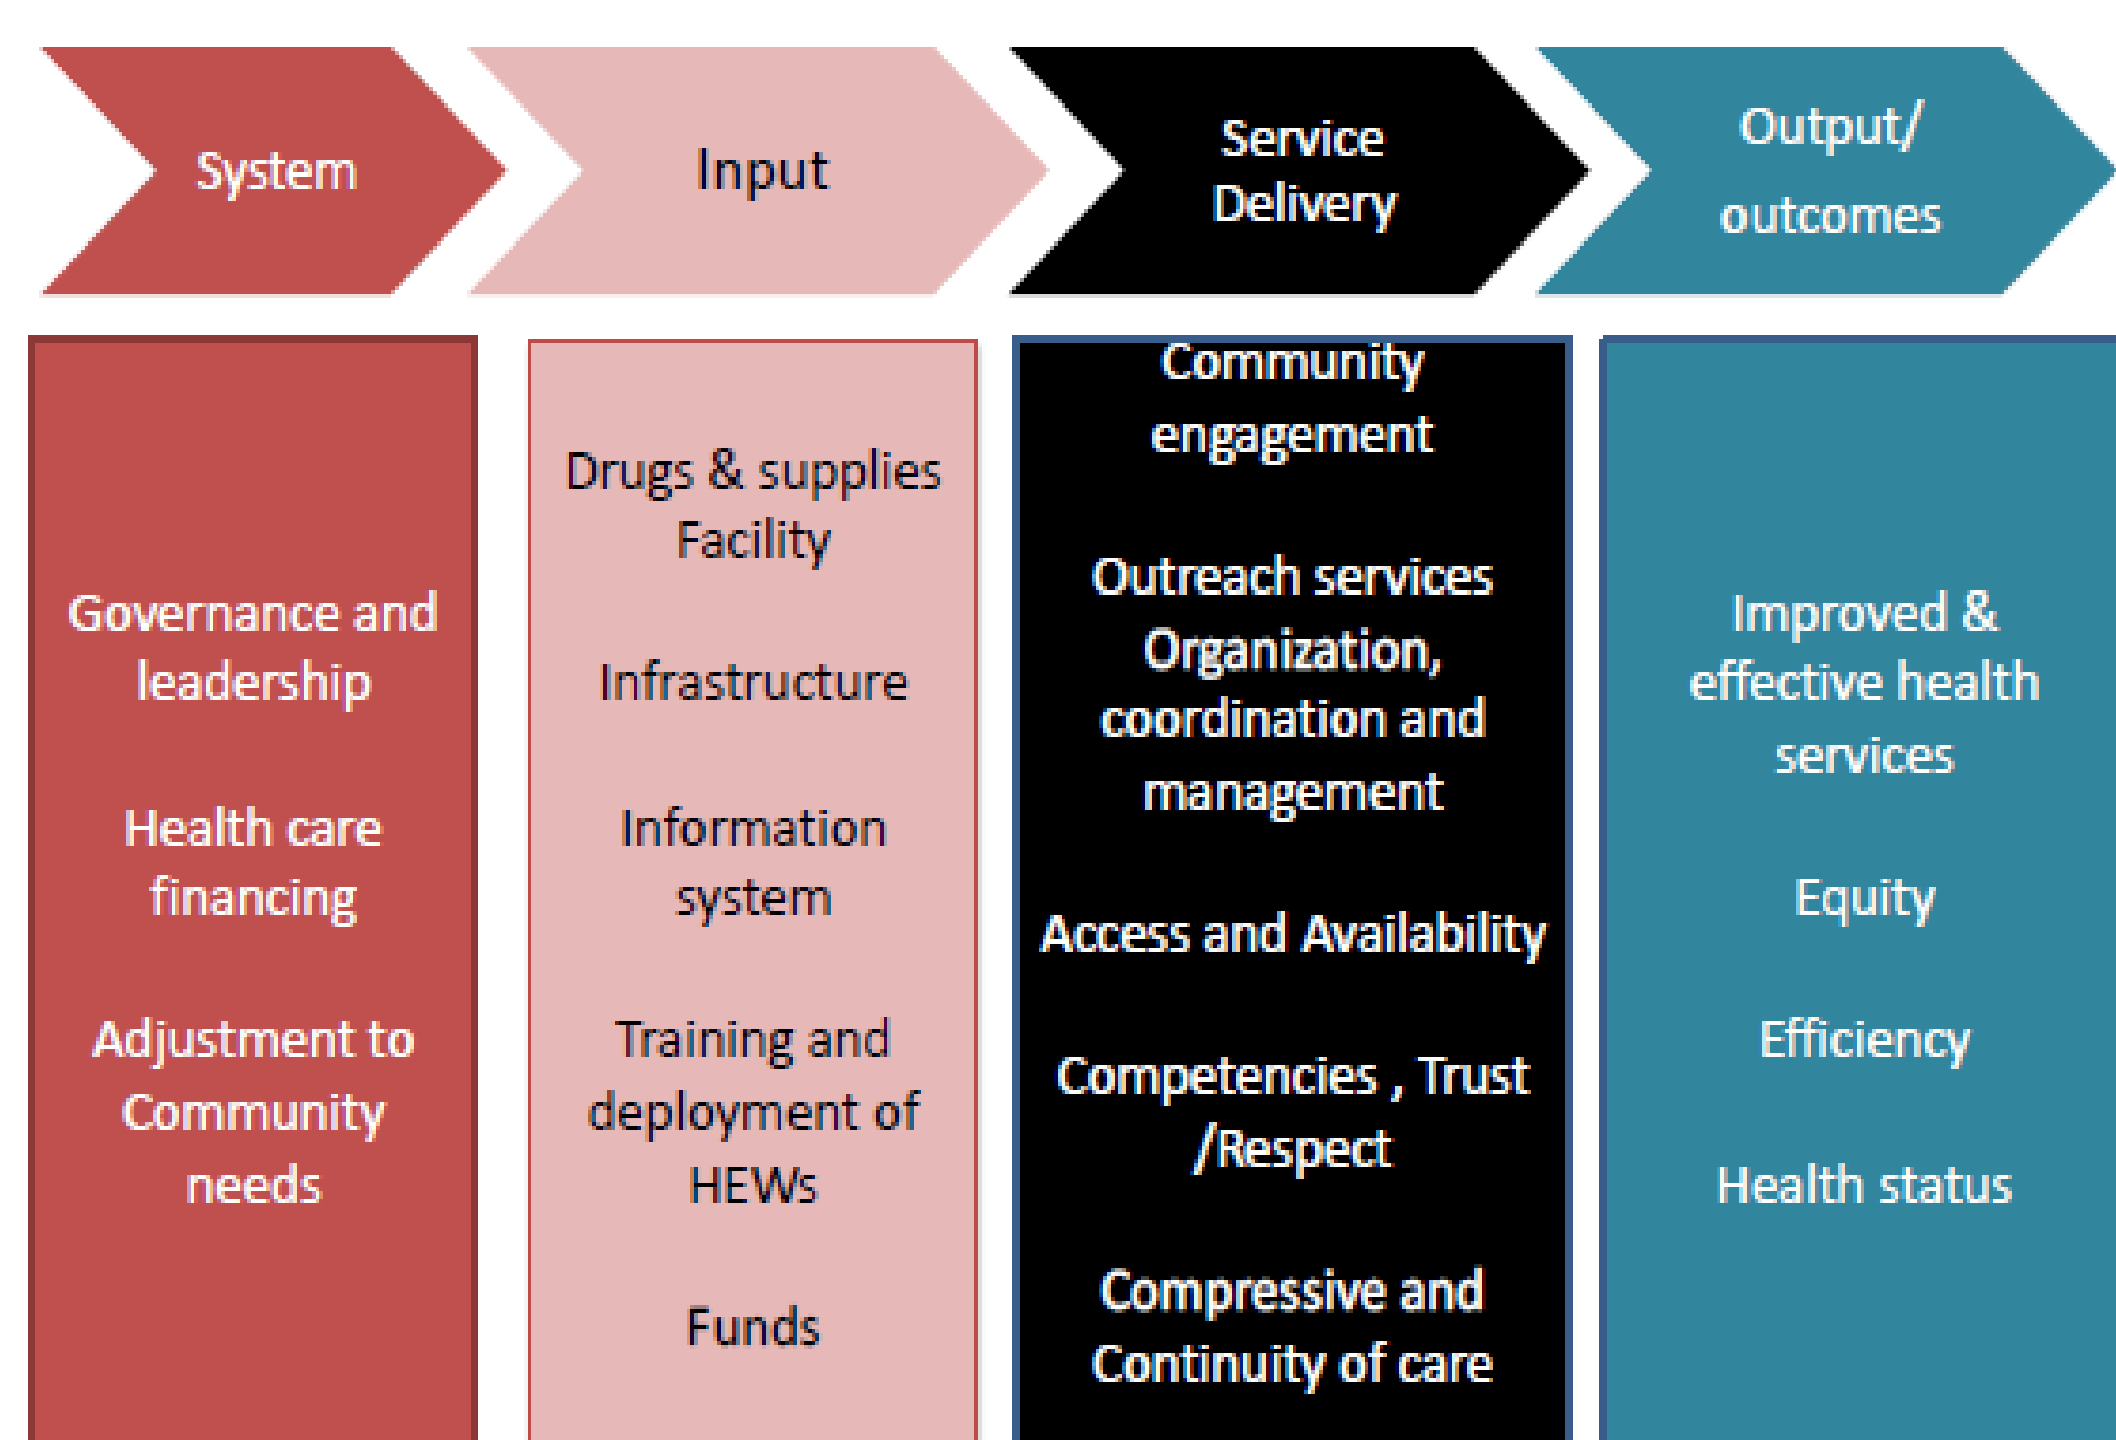 System
Input
Service
Delivery
Output/
outcomes
Governance and
leadership
Health care
financing
Adjustment to
Community
needs
Drugs & supplies
Facility
Infrastructure
Information
system
Training and
deployment of
HEWs
Funds
Community
engagement
Outreach services
Organization,
coordination and
management
Access and Availability
Competencies , Trust
/Respect
Compressive and
Continuity of care
Improved &
effective health
services
Equity
Efficiency
Health status